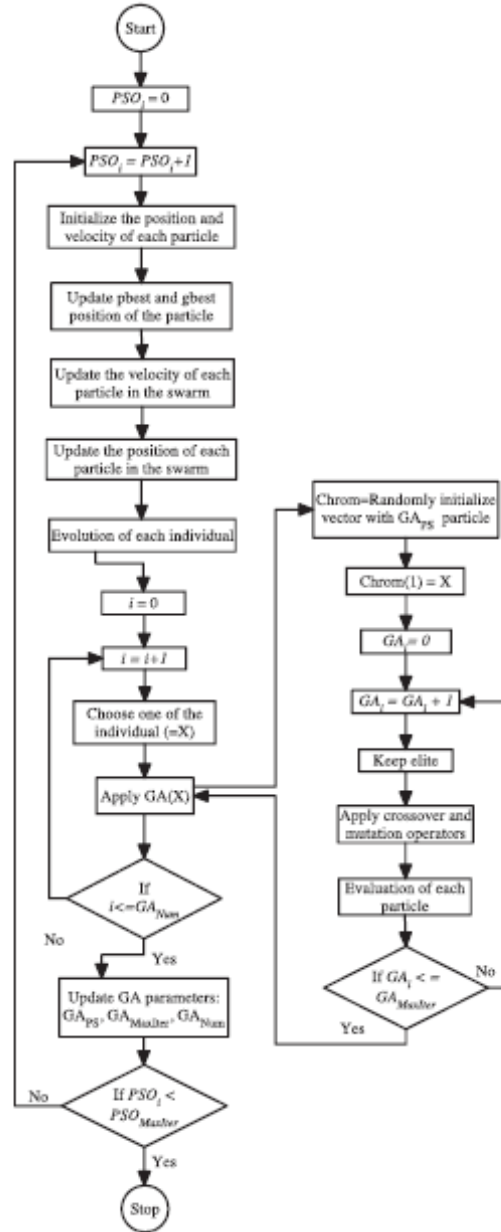 Start
PSO_i = 0
PSO_i = PSO_i+1
Initialize the position and
velocity of each particle
Update pbest and gbest
position of the particle
Update the velocity of each
particle in the swarm
Update the position of each
particle in the swarm
Evolution of each individual
i = 0
i = i+1
Choose one of the
individual (=X)
Apply GA(X)
If
i<=GA_Num
No
Yes
Update GA parameters:
GA_PS, GA_MaxIter, GA_Num
If PSO_i <
PSO_MaxIter
No
Yes
Stop
Chrom=Randomly initialize
vector with GA_PS particle
Chrom(1) = X
GA_i = 0
GA_i = GA_i + 1
Keep elite
Apply crossover and
mutation operators
Evaluation of each
particle
If GA_i < =
GA_MaxIter
No
Yes